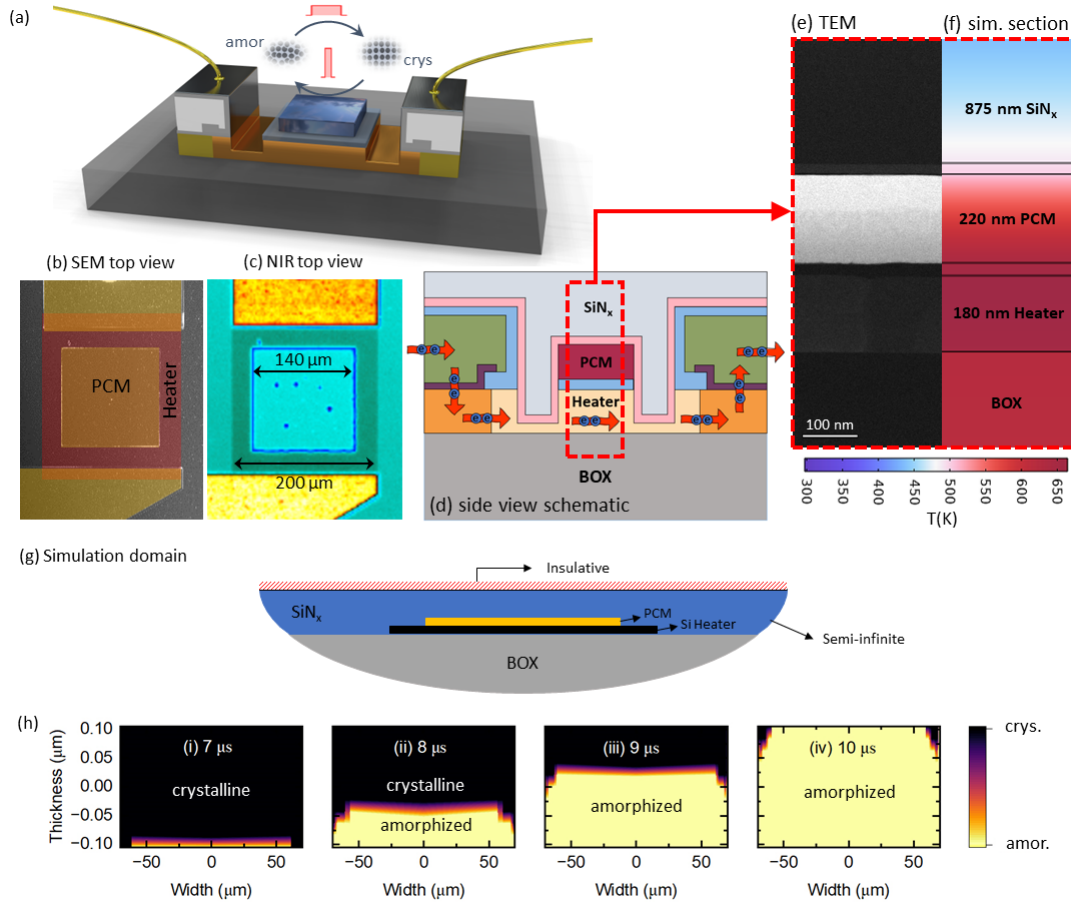 (a)
amor
crys
(e) TEM
(f) sim. section
875 nm SiNₓ
220 nm PCM
180 nm Heater
BOX
100 nm
300 350 400 450 500 550 600 650
T(K)
(b) SEM top view
PCM
Heater
(c) NIR top view
140 μm
200 μm
SiNₓ
PCM
Heater
e e
e
e
e
e
e e
e e
e
e
e
e
e e
BOX
(d) side view schematic
(g) Simulation domain
Insulative
SiNₓ
PCM
Si Heater
Semi-infinite
BOX
(h)
Thickness (μm)
0.10
0.05
0.00
−0.05
−0.10
(i) 7 μs
crystalline
(ii) 8 μs
crystalline
amorphized
(iii) 9 μs
amorphized
(iv) 10 μs
amorphized
crys.
amor.
−50 0 50
−50 0 50
−50 0 50
−50 0 50
Width (μm)
Width (μm)
Width (μm)
Width (μm)